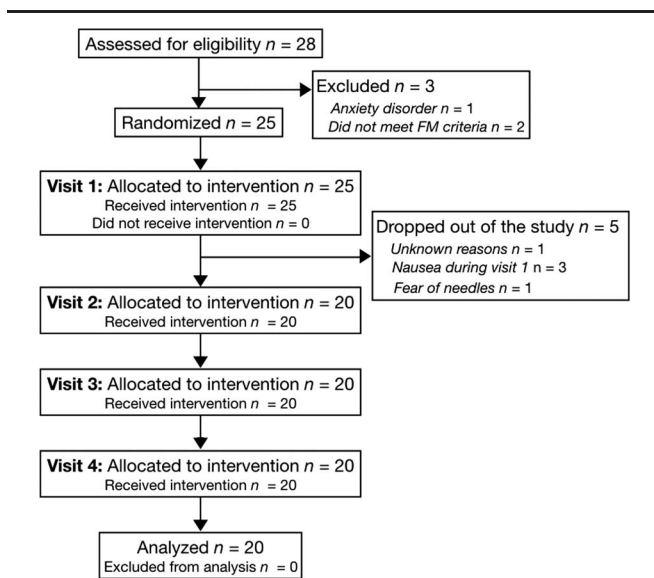 Assessed for eligibility n = 28
Excluded n = 3
Anxiety disorder n = 1
Did not meet FM criteria n = 2
Randomized n = 25
Visit 1: Allocated to intervention n = 25
Received intervention n = 25
Did not receive intervention n = 0
Dropped out of the study n = 5
Unknown reasons n = 1
Nausea during visit 1 n = 3
Fear of needles n = 1
Visit 2: Allocated to intervention n = 20
Received intervention n = 20
Visit 3: Allocated to intervention n = 20
Received intervention n = 20
Visit 4: Allocated to intervention n = 20
Received intervention n = 20
Analyzed n = 20
Excluded from analysis n = 0